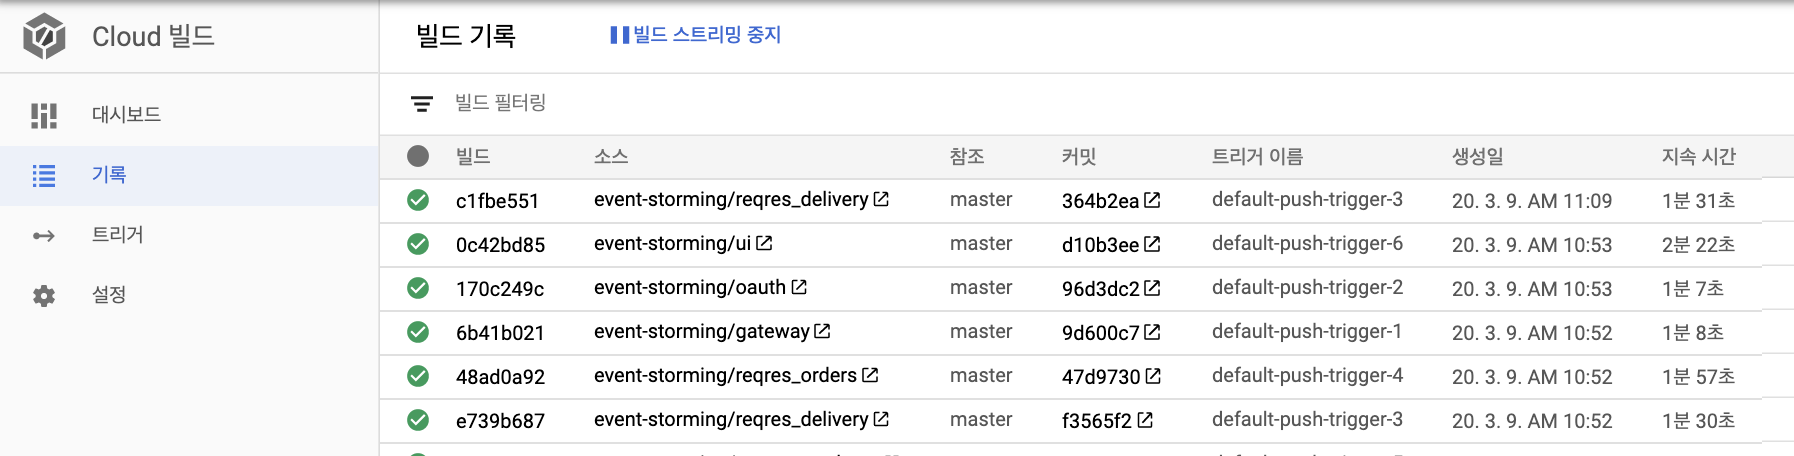 Cloud 빌드
빌드 기록
빌드 스트리밍 중지
대시보드
기록
트리거
설정
빌드 필터링
빌드 소스 참조 커밋 트리거 이름 생성일 지속 시간
c1fbe551 event-storming/reqres_delivery master 364b2ea default-push-trigger-3 20. 3. 9. AM 11:09 1분 31초
0c42bd85 event-storming/ui master d10b3ee default-push-trigger-6 20. 3. 9. AM 10:53 2분 22초
170c249c event-storming/oauth master 96d3dc2 default-push-trigger-2 20. 3. 9. AM 10:53 1분 7초
6b41b021 event-storming/gateway master 9d600c7 default-push-trigger-1 20. 3. 9. AM 10:52 1분 8초
48ad0a92 event-storming/reqres_orders master 47d9730 default-push-trigger-4 20. 3. 9. AM 10:52 1분 57초
e739b687 event-storming/reqres_delivery master f3565f2 default-push-trigger-3 20. 3. 9. AM 10:52 1분 30초